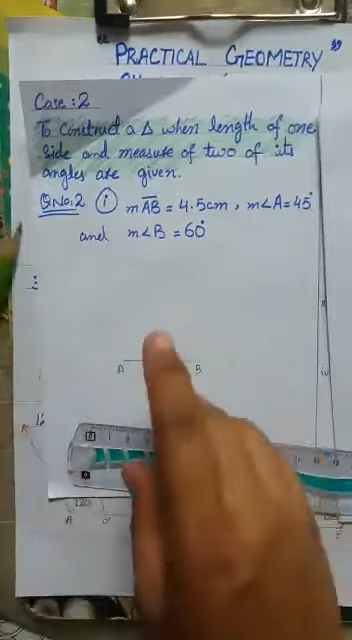 " PRACTICAL GEOMETRY "
Case : 2
To Construct a Δ when length of one
Side and measure of two of its
angles are given.
Q No:2 (i) mAB = 4.5cm , m∠A = 45°
and m∠B = 60°
A B